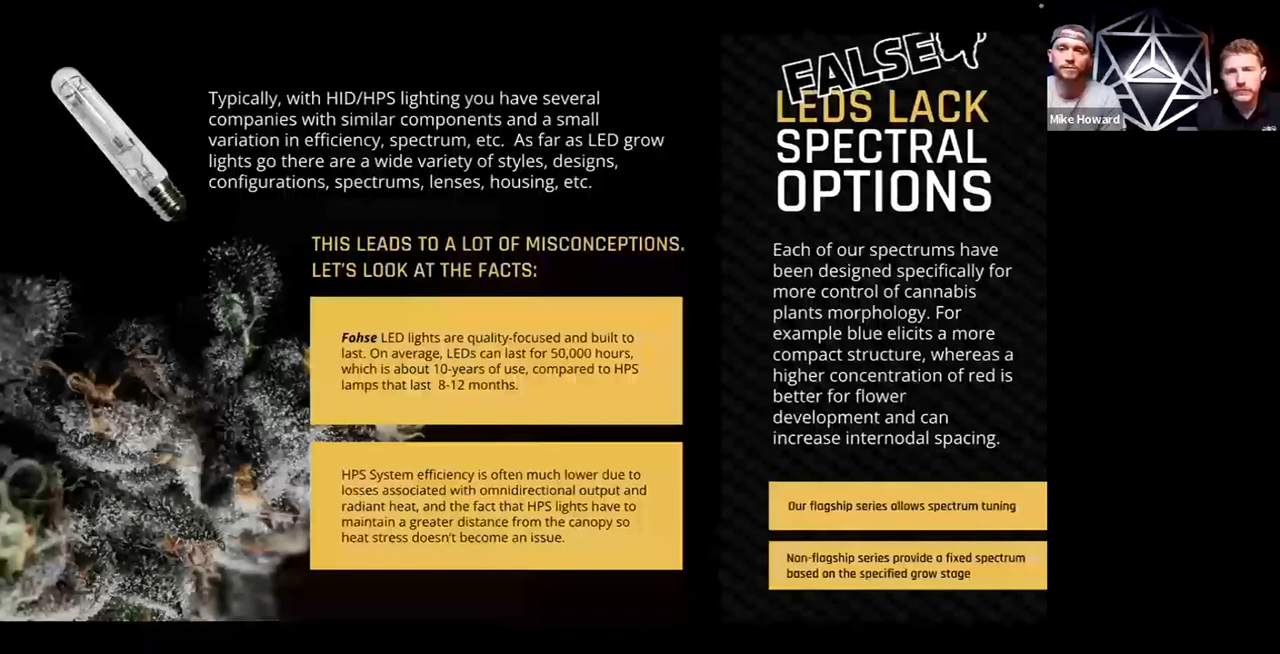 Typically, with HID/HPS lighting you have several
companies with similar components and a small
variation in efficiency, spectrum, etc. As far as LED grow
lights go there are a wide variety of styles, designs,
configurations, spectrums, lenses, housing, etc.
THIS LEADS TO A LOT OF MISCONCEPTIONS.
LET'S LOOK AT THE FACTS:
Fohse LED lights are quality-focused and built to
last. On average, LEDs can last for 50,000 hours,
which is about 10-years of use, compared to HPS
lamps that last 8-12 months.
HPS System efficiency is often much lower due to
losses associated with omnidirectional output and
radiant heat, and the fact that HPS lights have to
maintain a greater distance from the canopy so
heat stress doesn't become an issue.
FALSE
LEDS LACK
SPECTRAL
OPTIONS
Each of our spectrums have
been designed specifically for
more control of cannabis
plants morphology. For
example blue elicits a more
compact structure, whereas a
higher concentration of red is
better for flower
development and can
increase internodal spacing.
Our flagship series allows spectrum tuning
Non-flagship series provide a fixed spectrum
based on the specified grow stage
Mike Howard